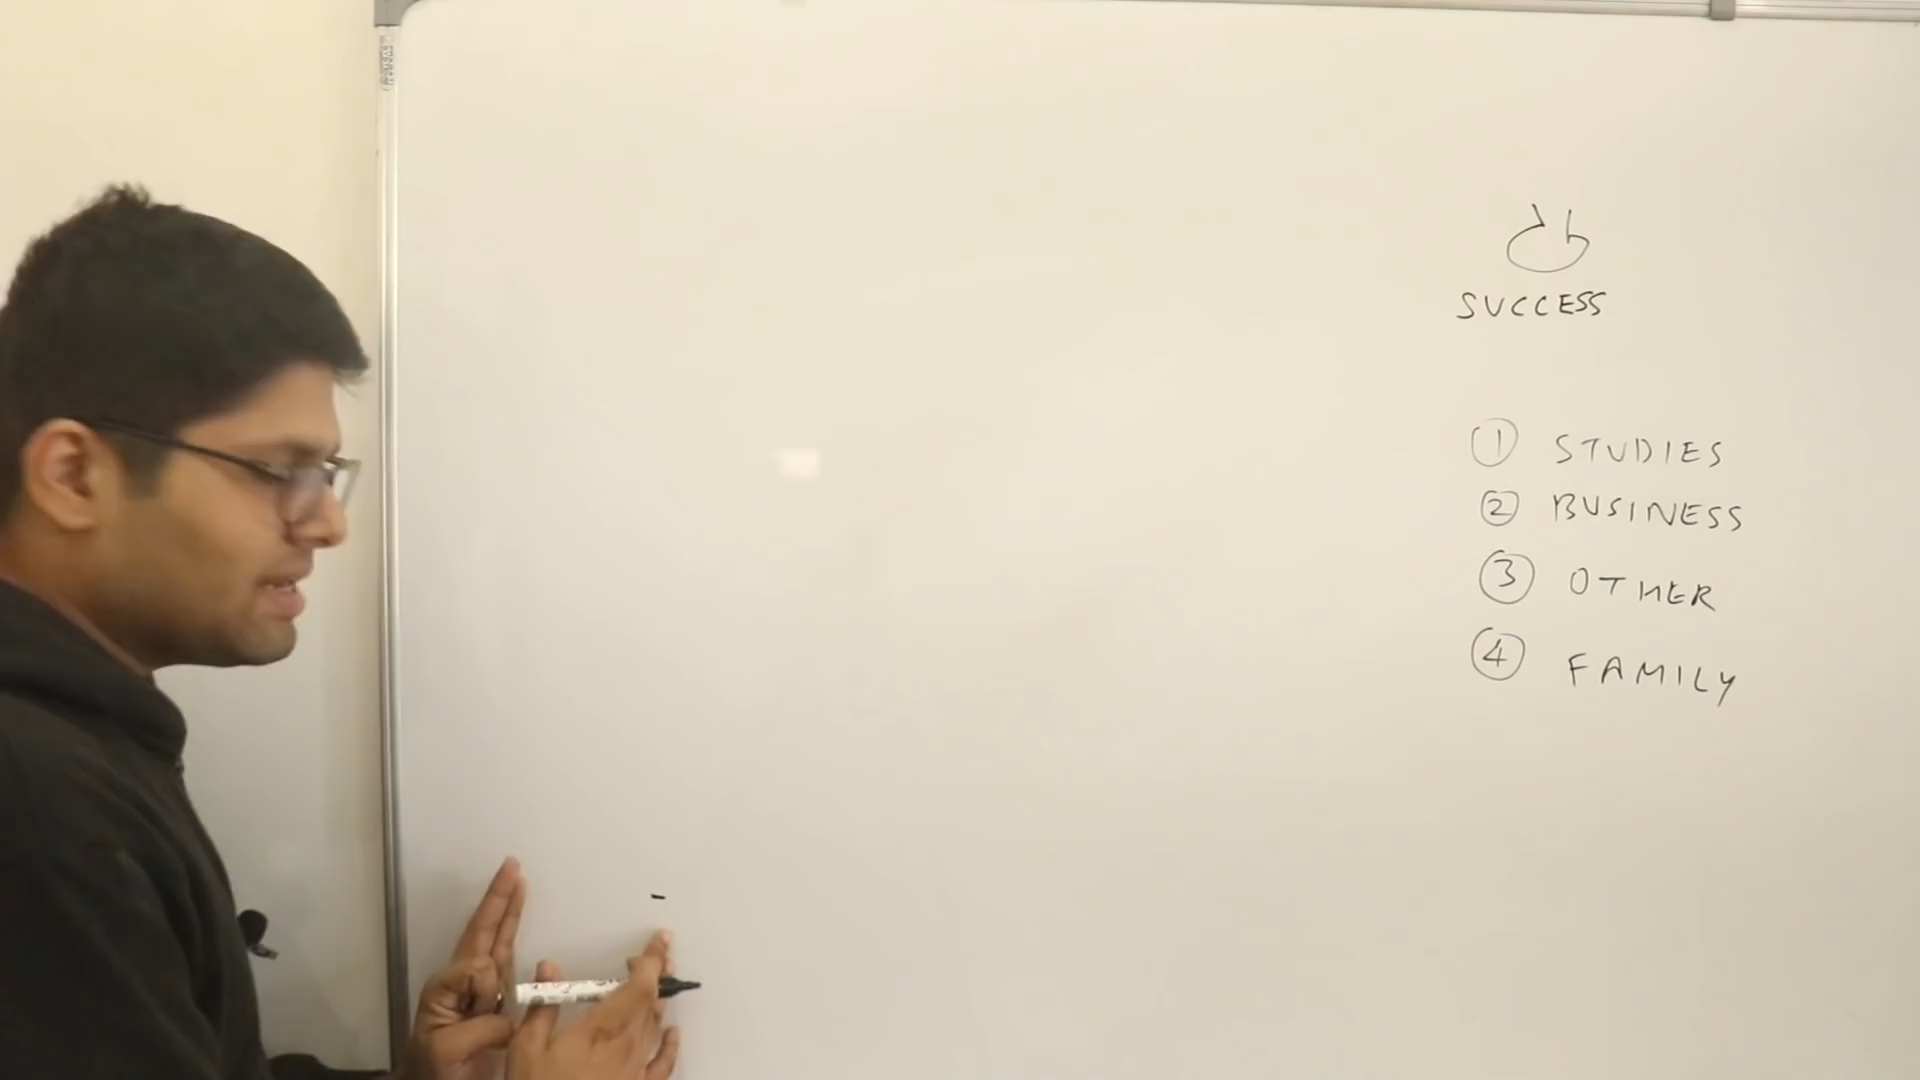 SUCCESS
① STUDIES
② BUSINESS
③ OTHER
④ FAMILY